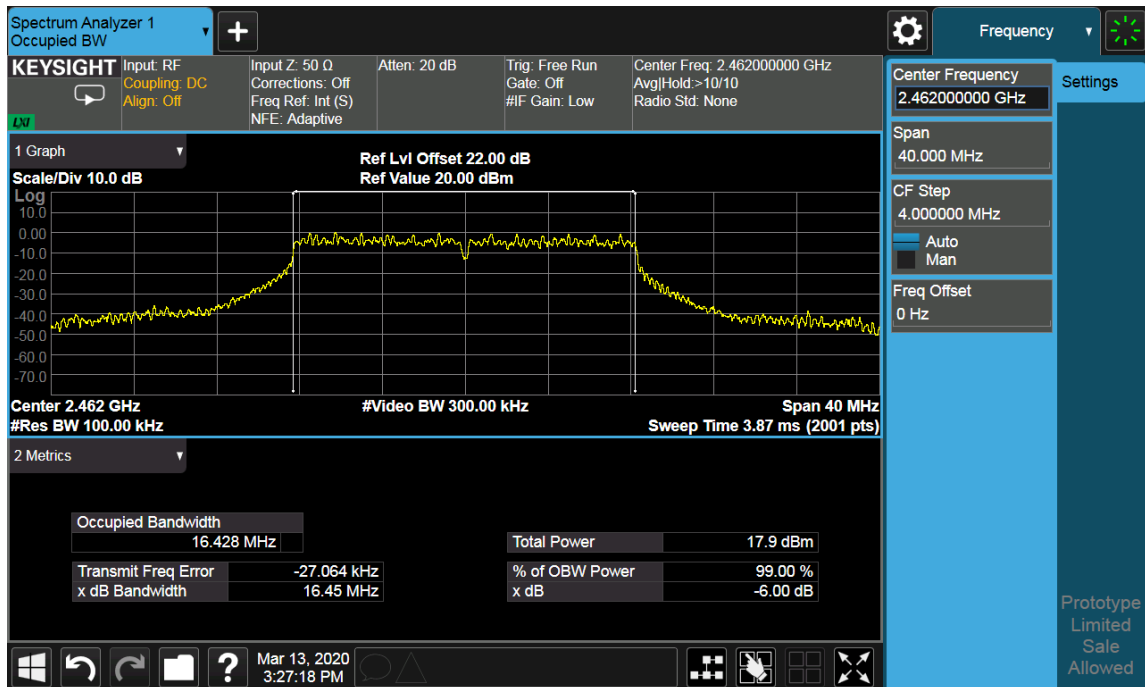 Spectrum Analyzer 1
Occupied BW
Frequency
KEYSIGHT
LXI
Input: RF
Coupling: DC
Align: Off
Input Z: 50 Ω
Corrections: Off
Freq Ref: Int (S)
NFE: Adaptive
Atten: 20 dB
Trig: Free Run
Gate: Off
#IF Gain: Low
Center Freq: 2.462000000 GHz
Avg|Hold:>10/10
Radio Std: None
Center Frequency
2.462000000 GHz
Settings
Span
40.000 MHz
CF Step
4.000000 MHz
Auto
Man
Freq Offset
0 Hz
1 Graph
Scale/Div 10.0 dB
Ref Lvl Offset 22.00 dB
Ref Value 20.00 dBm
Log
10.0
0.00
-10.0
-20.0
-30.0
-40.0
-50.0
-60.0
-70.0
Center 2.462 GHz
#Video BW 300.00 kHz
Span 40 MHz
#Res BW 100.00 kHz
Sweep Time 3.87 ms (2001 pts)
2 Metrics
Occupied Bandwidth
16.428 MHz
Total Power 17.9 dBm
Transmit Freq Error -27.064 kHz
% of OBW Power 99.00 %
x dB Bandwidth 16.45 MHz
x dB -6.00 dB
Prototype
Limited
Sale
Allowed
?
Mar 13, 2020
3:27:18 PM